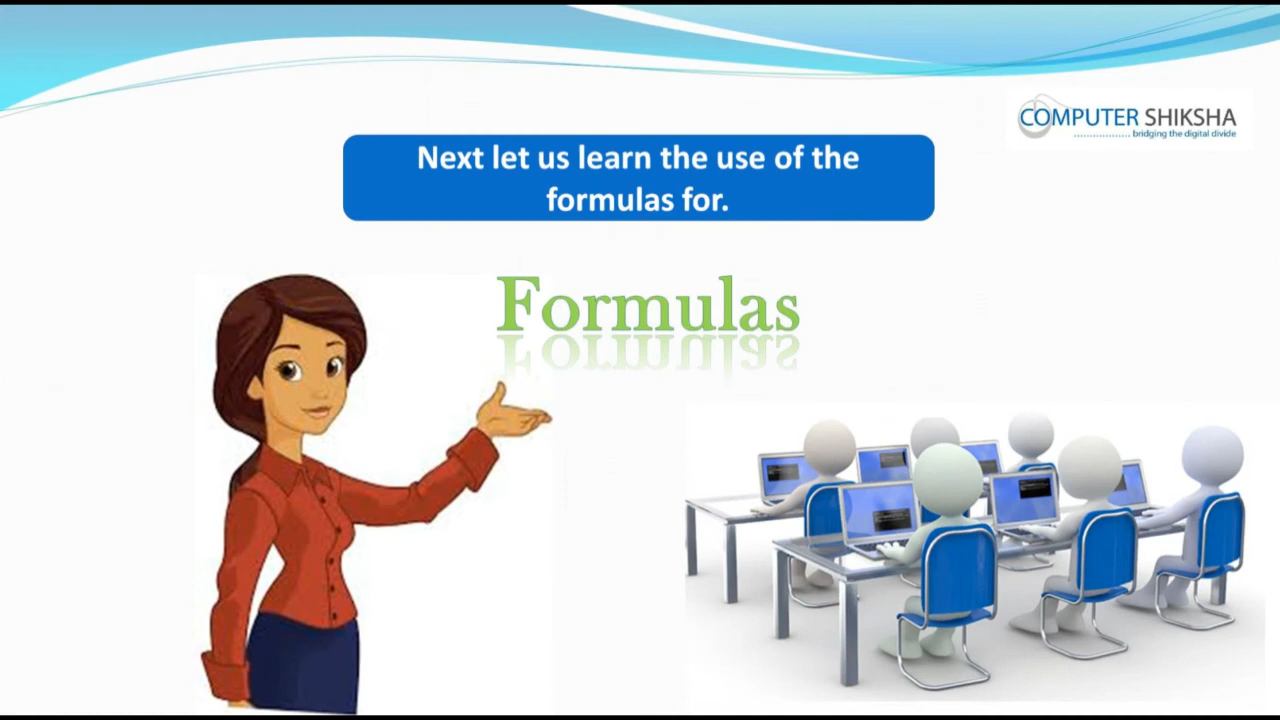 COMPUTER SHIKSHA
bridging the digital divide
Next let us learn the use of the
formulas for.
Formulas